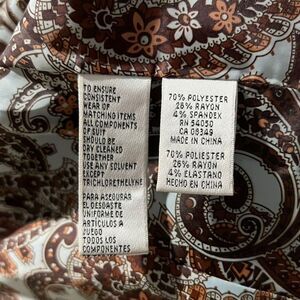 TO ENSURE
CONSISTENT
WEAR OF
MATCHING ITEMS
ALL COMPONENTS
OF SUIT
SHOULD BE
DRY CLEANED
TOGETHER
USE ANY SOLVENT
EXCEPT
TRICHLORETHELYNE
PARA ASEGURAS
EL DESGASTE
UNIFORME DE
ARTICULOS A
JUEGO
TODOS LOS
COMPONENTES
70% POLYESTER
26% RAYON
4% SPANDEX
RN 54050
CA 08349
MADE IN CHINA
70% POLIESTER
26% RAYON
4% ELASTANO
HECHO EN CHINA